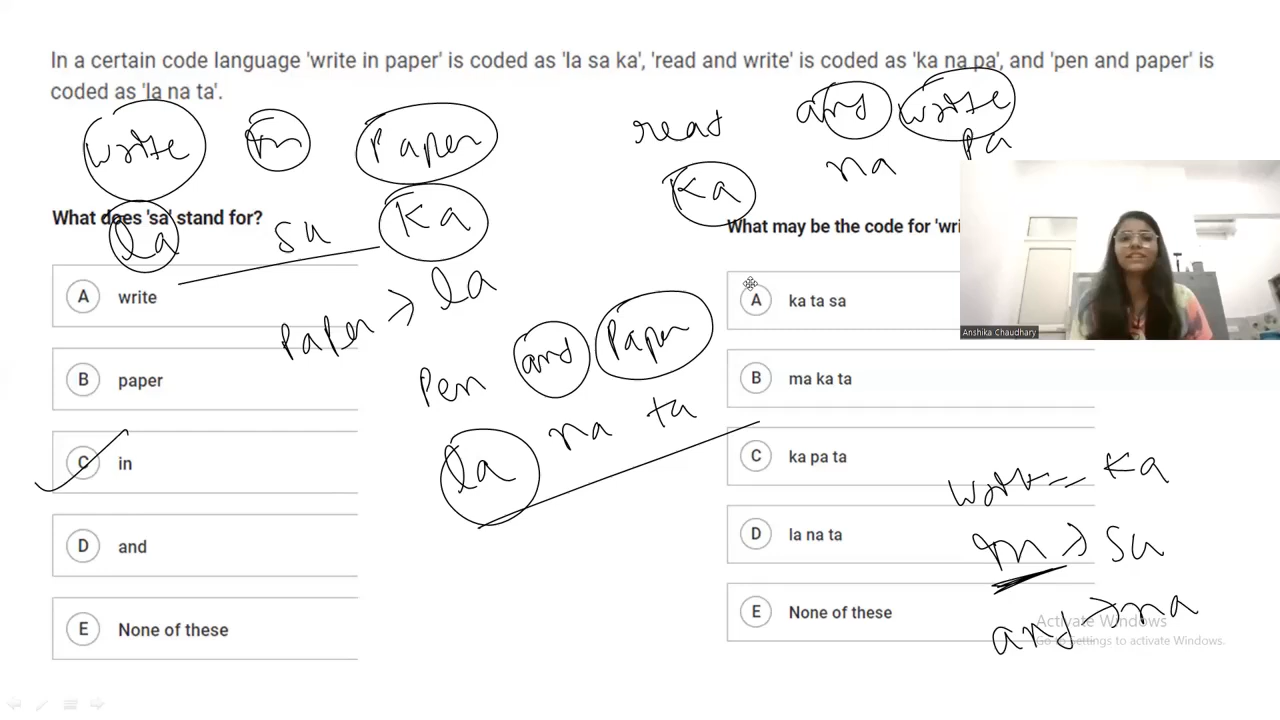 In a certain code language 'write in paper' is coded as 'la sa ka', 'read and write' is coded as 'ka na pa', and 'pen and paper' is
coded as 'la na ta'.
write in Paper
la sa Ka
Paper > la
read and write
Ka na Pa
Pen and Paper
la na ta
What does 'sa' stand for?
A write
B paper
C in
D and
E None of these
What may be the code for 'wri
A ka ta sa
B ma ka ta
C ka pa ta
D la na ta
E None of these
Anshika Chaudhary
write = Ka
in > sa
and > na
Activate Windows
Go to Settings to activate Windows.